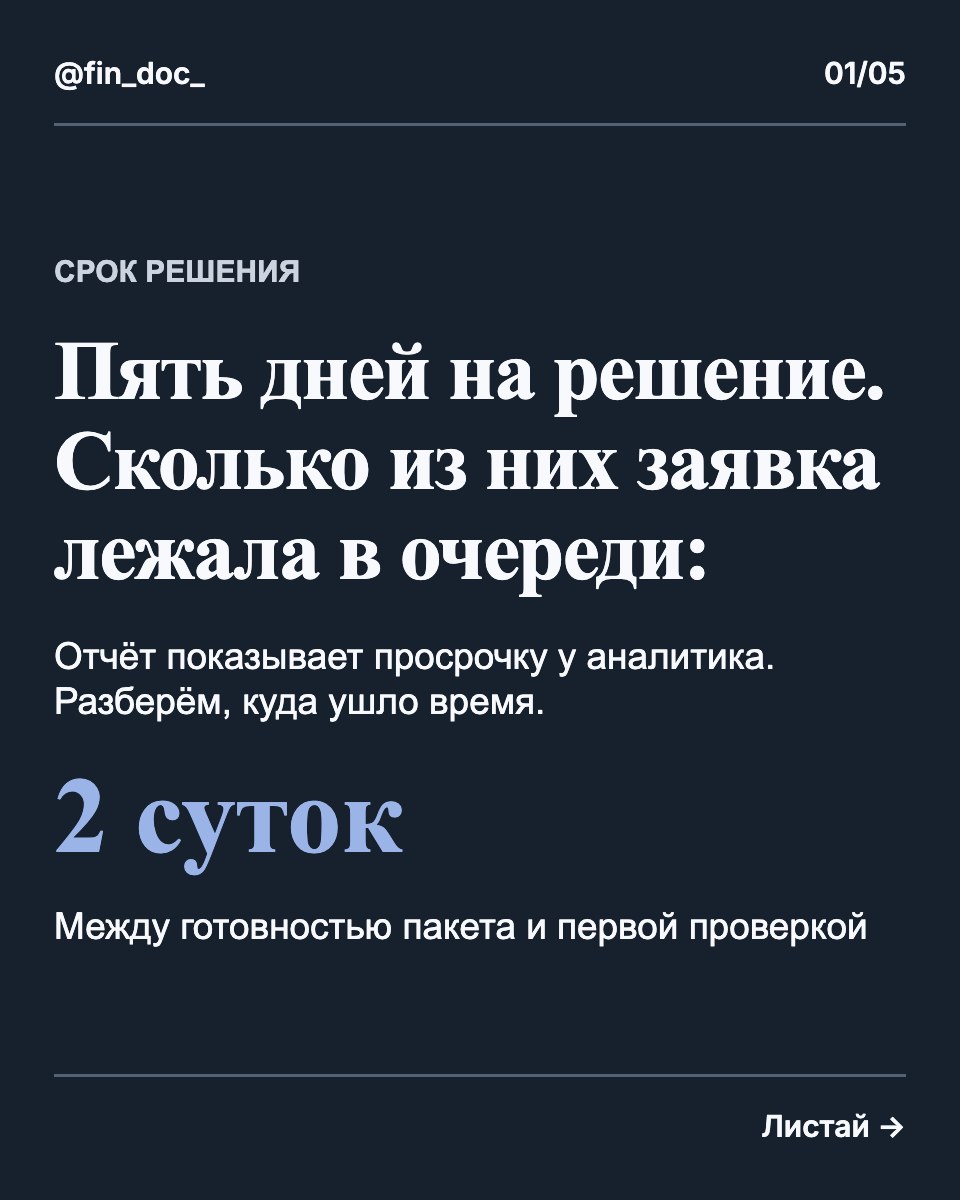 @fin_doc_
01/05
СРОК РЕШЕНИЯ
Пять дней на решение.
Сколько из них заявка
лежала в очереди:
Отчёт показывает просрочку у аналитика.
Разберём, куда ушло время.
2 суток
Между готовностью пакета и первой проверкой
Листай →